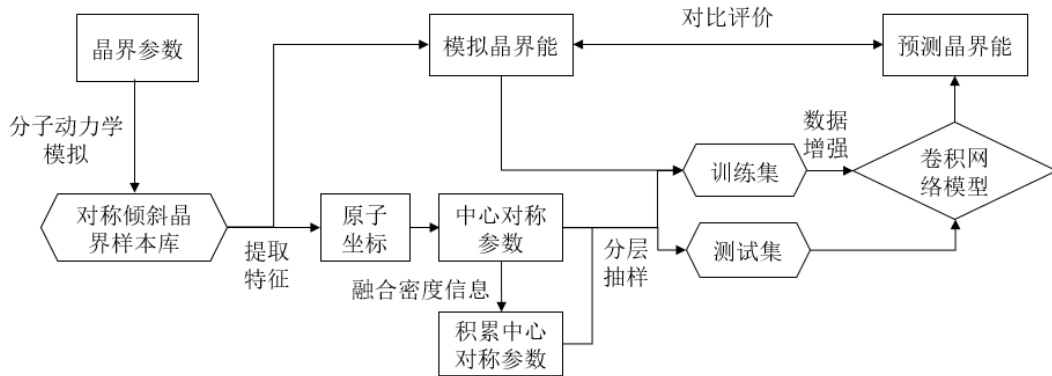 对比评价
晶界参数
模拟晶界能
预测晶界能
分子动力学
模拟
数据
增强
训练集
卷积网
络模型
对称倾斜晶
界样本库
原子
坐标
中心对称
参数
提取
特征
分层
抽样
测试集
融合密度信息
积累中心
对称参数